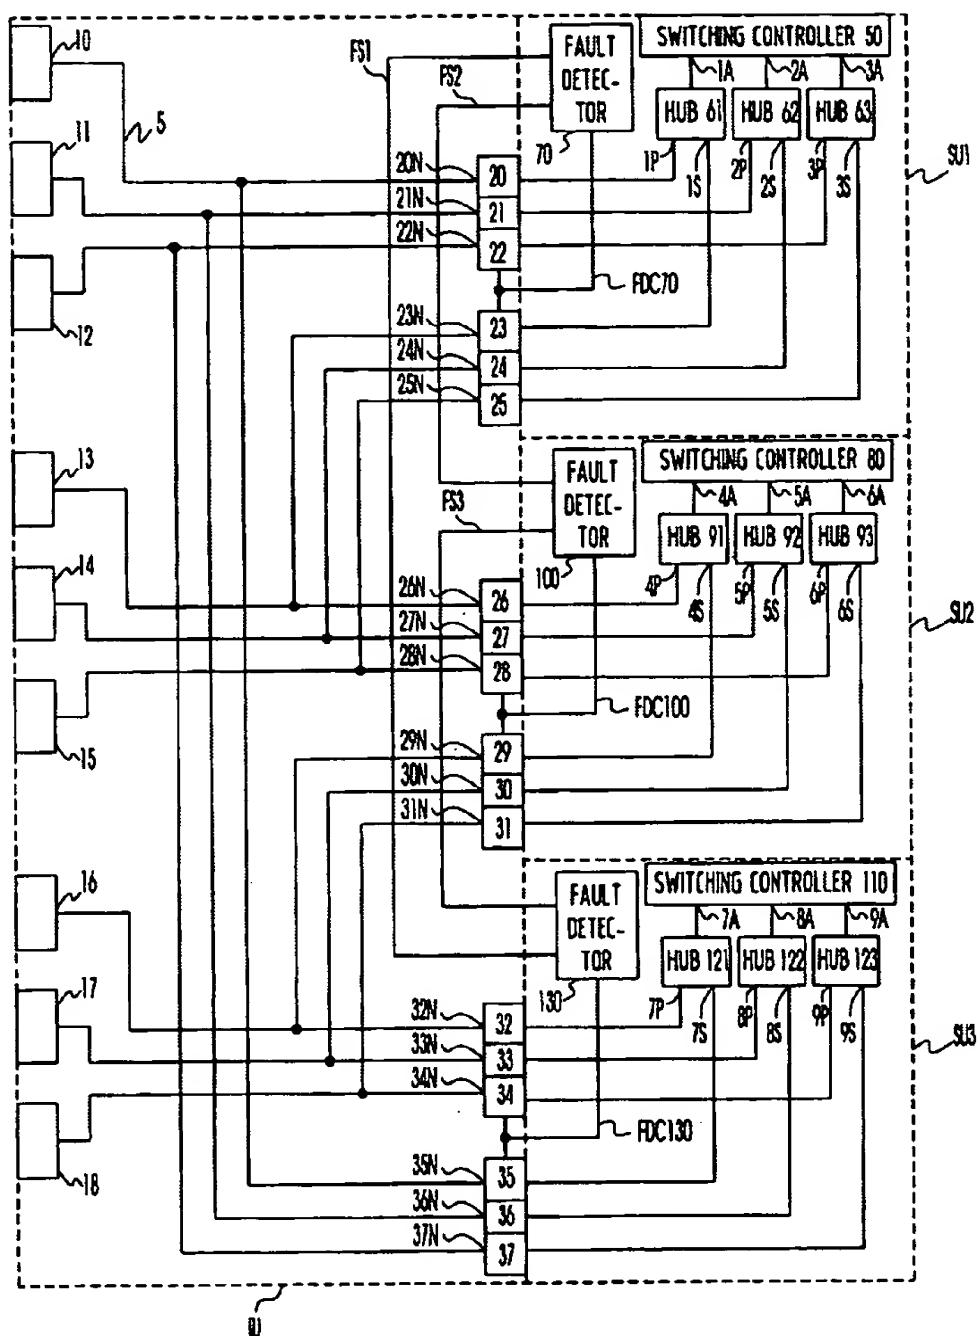 10
5
11
12
FS1
FS2
FAULT
DETEC-
TOR
70
SWITCHING CONTROLLER 50
1A
2A
3A
HUB 61
HUB 62
HUB 63
1P
1S
2P
2S
3P
3S
SU1
20N
20
21N
21
22N
22
FDC70
23N
23
24N
24
25N
25
13
14
15
FS3
FAULT
DETEC-
TOR
100
SWITCHING CONTROLLER 80
4A
5A
6A
HUB 91
HUB 92
HUB 93
4P
4S
5P
5S
6P
6S
SU2
26N
26
27N
27
28N
28
FDC100
29N
29
30N
30
31N
31
16
17
18
FAULT
DETEC-
TOR
130
SWITCHING CONTROLLER 110
7A
8A
9A
HUB 121
HUB 122
HUB 123
7P
7S
8P
8S
9P
9S
SU3
32N
32
33N
33
34N
34
FDC130
35N
35
36N
36
37N
37